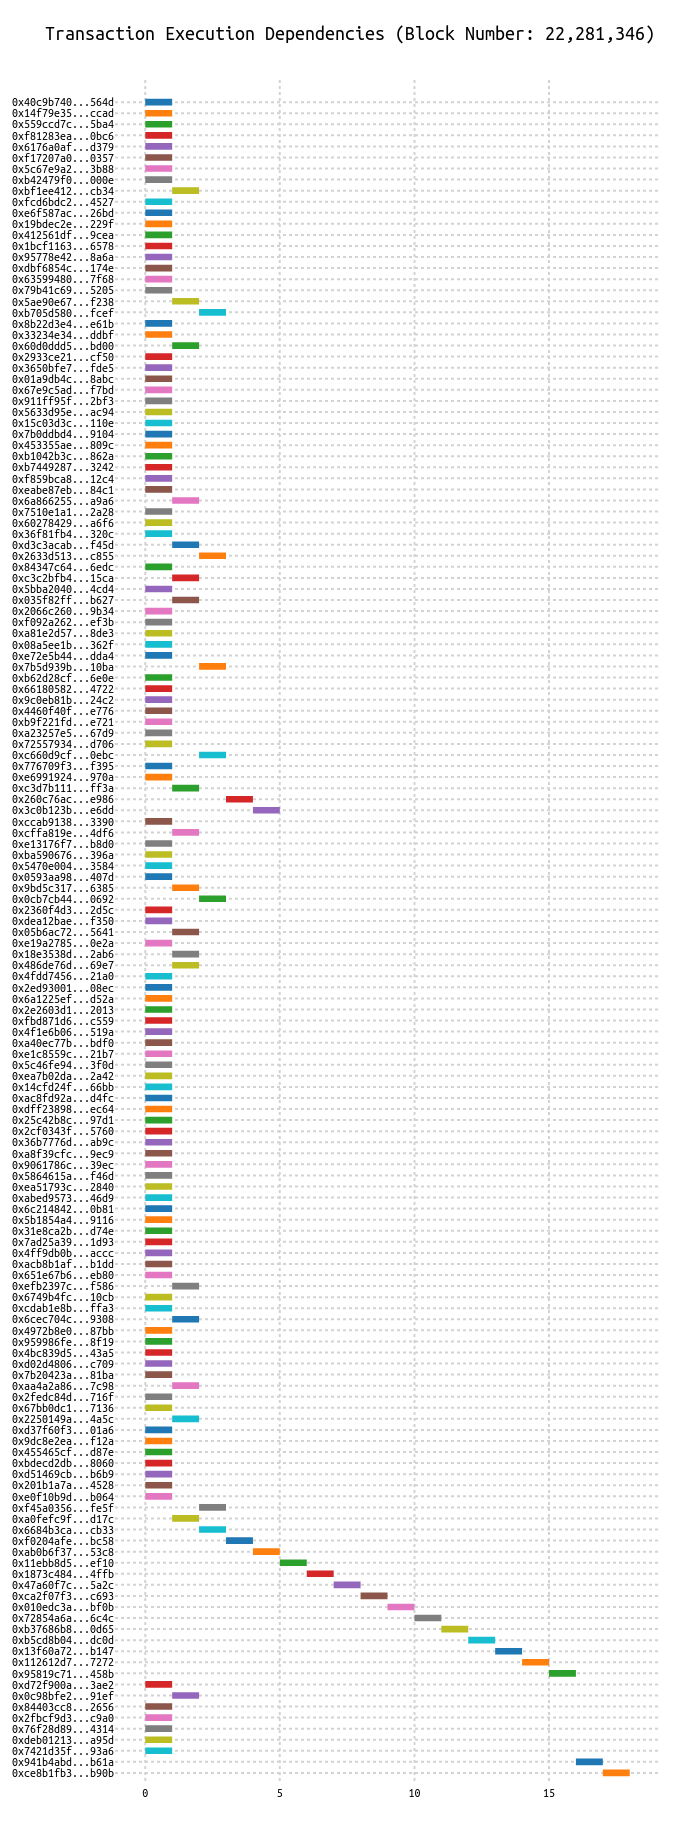 Transaction Execution Dependencies (Block Number: 22,281,346)
0x40c9b740...564d
0x14f79e35...ccad
0x559ccd7c...5ba4
0xf81283ea...0bc6
0x6176a0af...d379
0xf17207a0...0357
0x5c67e9a2...3b88
0xb42479f0...000e
0xbf1ee412...cb34
0xfcd6bdc2...4527
0xe6f587ac...26bd
0x19bdec2e...229f
0x412561df...9cea
0x1bcf1163...6578
0x95778e42...8a6a
0xdbf6854c...174e
0x63599480...7f68
0x79b41c69...5205
0x5ae90e67...f238
0xb705d580...fcef
0x8b22d3e4...e61b
0x33234e34...ddbf
0x60d0ddd5...bd00
0x2933ce21...cf50
0x3650bfe7...fde5
0x01a9db4c...8abc
0x67e9c5ad...f7bd
0x911ff95f...2bf3
0x5633d95e...ac94
0x15c03d3c...110e
0x7b0ddbd4...9104
0x453355ae...809c
0xb1042b3c...862a
0xb7449287...3242
0xf859bca8...12c4
0xeabe87eb...84c1
0x6a866255...a9a6
0x7510e1a1...2a28
0x60278429...a6f6
0x36f81fb4...320c
0xd3c3acab...f45d
0x2633d513...c855
0x84347c64...6edc
0xc3c2bfb4...15ca
0x5bba2040...4cd4
0x035f82ff...b627
0x2066c260...9b34
0xf092a262...ef3b
0xa81e2d57...8de3
0x08a5ee1b...362f
0xe72e5b44...dda4
0x7b5d939b...10ba
0xb62d28cf...6e0e
0x66180582...4722
0x9c0eb81b...24c2
0x4460f40f...e776
0xb9f221fd...e721
0xa23257e5...67d9
0x72557934...d706
0xc660d9cf...0ebc
0x776709f3...f395
0xe6991924...970a
0xc3d7b111...ff3a
0x260c76ac...e986
0x3c0b123b...e6dd
0xccab9138...3390
0xcffa819e...4df6
0xe13176f7...b8d0
0xba590676...396a
0x5470e004...3584
0x0593aa98...407d
0x9bd5c317...6385
0x0cb7cb44...0692
0x2360f4d3...2d5c
0xdea12bae...f350
0x05b6ac72...5641
0xe19a2785...0e2a
0x18e3538d...2ab6
0x486de76d...69e7
0x4fdd7456...21a0
0x2ed93001...08ec
0x6a1225ef...d52a
0x2e2603d1...2013
0xfbd871d6...c559
0x4f1e6b06...519a
0xa40ec77b...bdf0
0xe1c8559c...21b7
0x5c46fe94...3f0d
0xea7b02da...2a42
0x14cfd24f...66bb
0xac8fd92a...d4fc
0xdff23898...ec64
0x25c42b8c...97d1
0x2cf0343f...5760
0x36b7776d...ab9c
0xa8f39cfc...9ec9
0x9061786c...39ec
0x5864615a...f46d
0xea51793c...2840
0xabed9573...46d9
0x6c214842...0b81
0x5b1854a4...9116
0x31e8ca2b...d74e
0x7ad25a39...1d93
0x4ff9db0b...accc
0xacb8b1af...b1dd
0x651e67b6...eb80
0xefb2397c...f586
0x6749b4fc...10cb
0xcdab1e8b...ffa3
0x6cec704c...9308
0x4972b8e0...87bb
0x959986fe...8f19
0x4bc839d5...43a5
0xd02d4806...c709
0x7b20423a...81ba
0xaa4a2a86...7c98
0x2fedc84d...716f
0x67bb0dc1...7136
0x2250149a...4a5c
0xd37f60f3...01a6
0x9dc8e2ea...f12a
0x455465cf...d87e
0xbdecd2db...8060
0xd51469cb...b6b9
0x201b1a7a...4528
0xe0f10b9d...b064
0xf45a0356...fe5f
0xa0fefc9f...d17c
0x6684b3ca...cb33
0xf0204afe...bc58
0xab0b6f37...53c8
0x11ebb8d5...ef10
0x1873c484...4ffb
0x47a60f7c...5a2c
0xca2f07f3...c693
0x010edc3a...bf0b
0x72854a6a...6c4c
0xb37686b8...0d65
0xb5cd8b04...dc0d
0x13f60a72...b147
0x112612d7...7272
0x95819c71...458b
0xd72f900a...3ae2
0x0c98bfe2...91ef
0x84403cc8...2656
0x2fbcf9d3...c9a0
0x76f28d89...4314
0xdeb01213...a95d
0x7421d35f...93a6
0x941b4abd...b61a
0xce8b1fb3...b90b
0 5 10 15